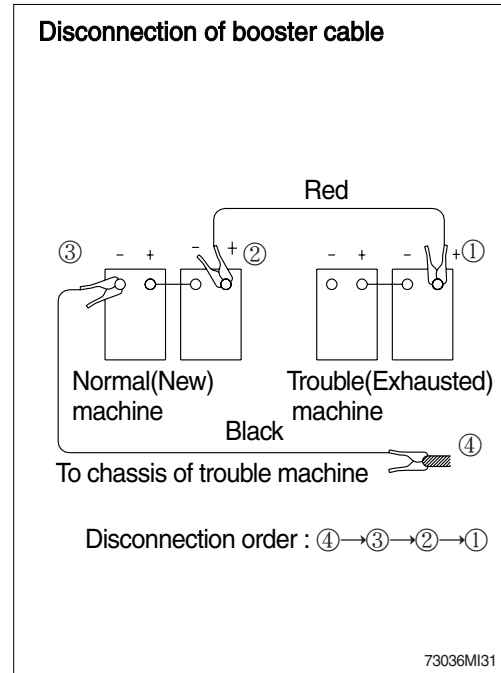 Disconnection of booster cable
Red
③ - + - + ② - + - + ①
Normal(New)
machine
Trouble(Exhausted)
machine
Black
④
To chassis of trouble machine
Disconnection order : ④→③→②→①
73036MI31